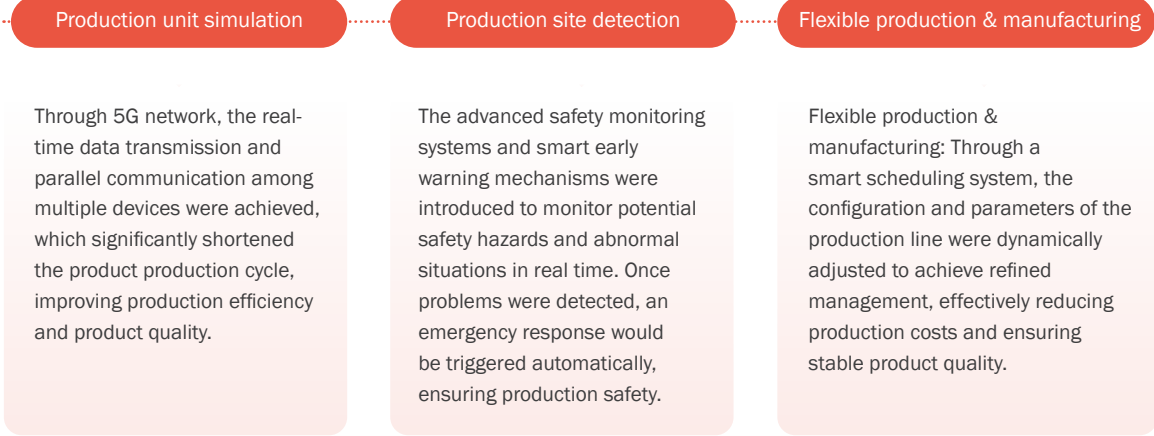 Production unit simulation
Through 5G network, the real-
time data transmission and
parallel communication among
multiple devices were achieved,
which significantly shortened
the product production cycle,
improving production efficiency
and product quality.
Production site detection
The advanced safety monitoring
systems and smart early
warning mechanisms were
introduced to monitor potential
safety hazards and abnormal
situations in real time. Once
problems were detected, an
emergency response would
be triggered automatically,
ensuring production safety.
Flexible production & manufacturing
Flexible production &
manufacturing: Through a
smart scheduling system, the
configuration and parameters of the
production line were dynamically
adjusted to achieve refined
management, effectively reducing
production costs and ensuring
stable product quality.